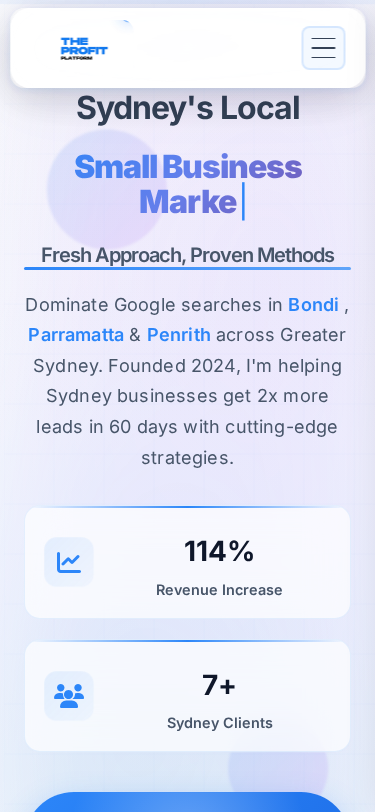 THE
PROFIT
PLATFORM
Sydney's Local
Small Business
Marke
Fresh Approach, Proven Methods
Dominate Google searches in Bondi ,
Parramatta & Penrith across Greater
Sydney. Founded 2024, I'm helping
Sydney businesses get 2x more
leads in 60 days with cutting-edge
strategies.
114%
Revenue Increase
7+
Sydney Clients